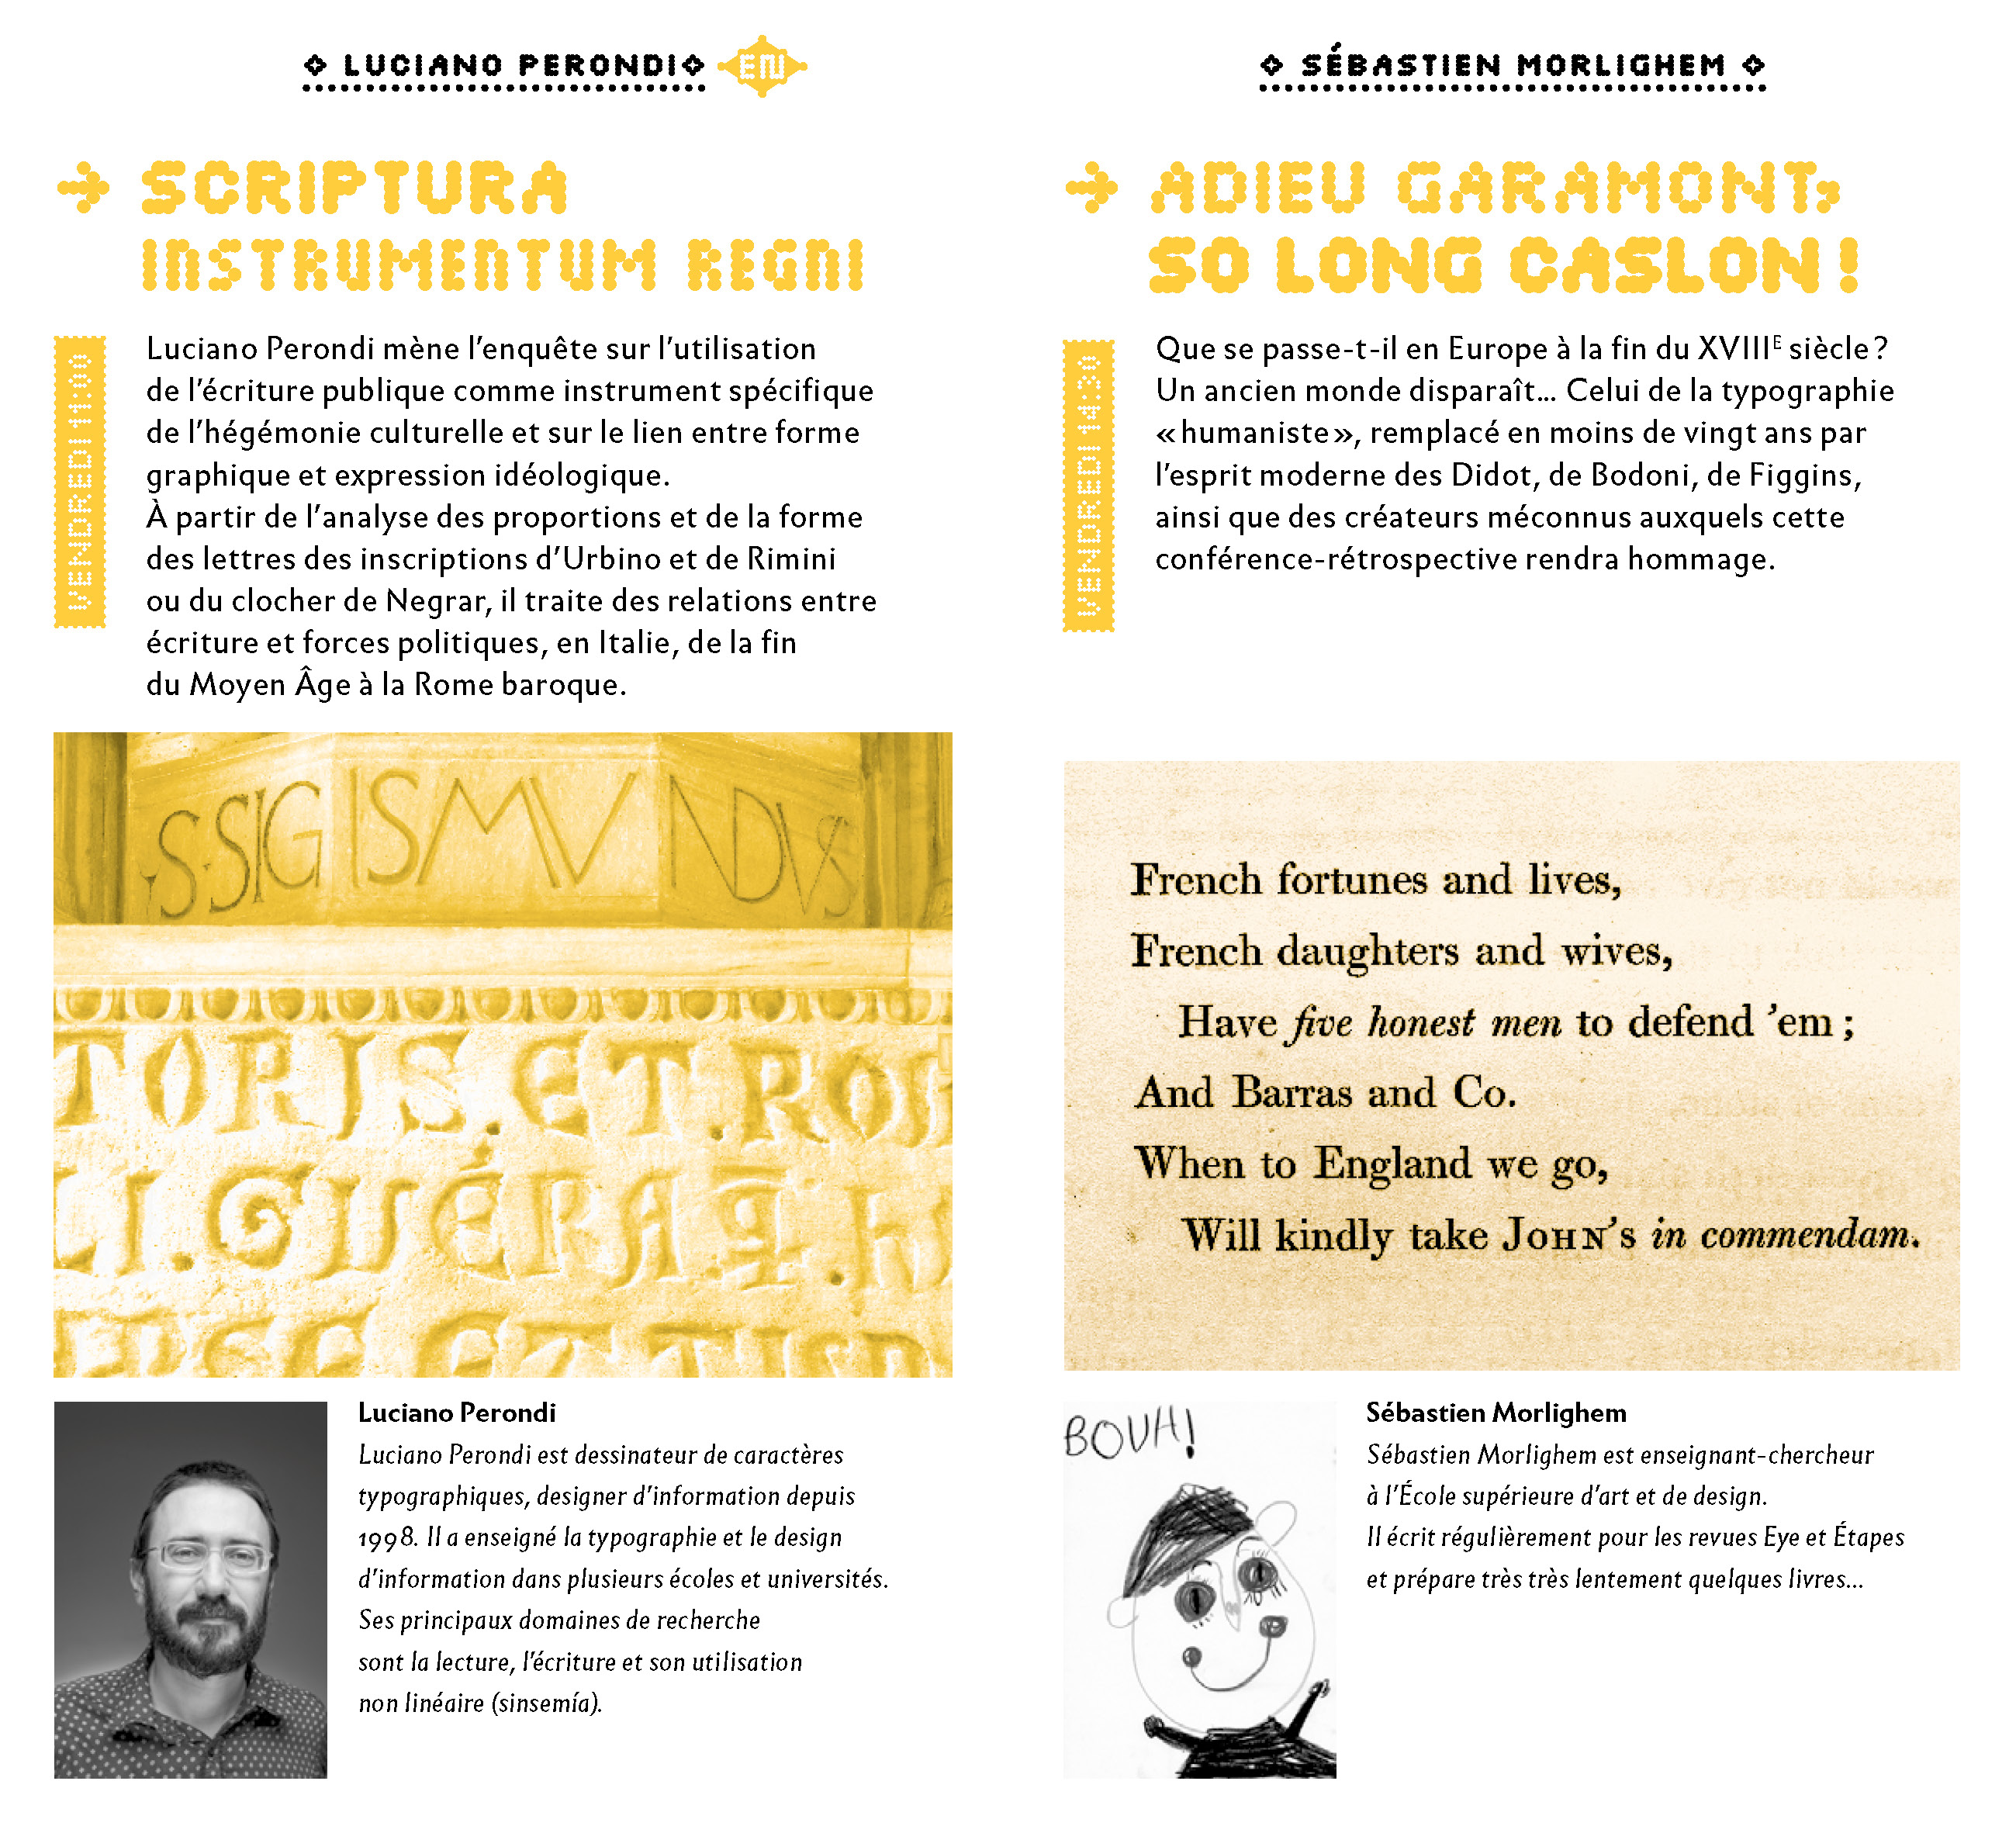 LUCIANO PERONDI EN
→ SCRIPTURA
INSTRUMENTUM REGNI
VENDREDI 11:00
Luciano Perondi mène l’enquête sur l’utilisation
de l’écriture publique comme instrument spécifique
de l’hégémonie culturelle et sur le lien entre forme
graphique et expression idéologique.
À partir de l’analyse des proportions et de la forme
des lettres des inscriptions d’Urbino et de Rimini
ou du clocher de Negrar, il traite des relations entre
écriture et forces politiques, en Italie, de la fin
du Moyen Âge à la Rome baroque.
S·SIGISMVNDVS
TORIS.ET.RO
LI.GUERA
Luciano Perondi
Luciano Perondi est dessinateur de caractères
typographiques, designer d’information depuis
1998. Il a enseigné la typographie et le design
d’information dans plusieurs écoles et universités.
Ses principaux domaines de recherche
sont la lecture, l’écriture et son utilisation
non linéaire (sinsemía).
SÉBASTIEN MORLIGHEM
→ ADIEU GARAMONT,
SO LONG CASLON !
VENDREDI 14:30
Que se passe-t-il en Europe à la fin du XVIIIᴱ siècle ?
Un ancien monde disparaît… Celui de la typographie
« humaniste », remplacé en moins de vingt ans par
l’esprit moderne des Didot, de Bodoni, de Figgins,
ainsi que des créateurs méconnus auxquels cette
conférence-rétrospective rendra hommage.
French fortunes and lives,
French daughters and wives,
Have five honest men to defend ’em ;
And Barras and Co.
When to England we go,
Will kindly take John’s in commendam.
BOUH!
Sébastien Morlighem
Sébastien Morlighem est enseignant-chercheur
à l’École supérieure d’art et de design.
Il écrit régulièrement pour les revues Eye et Étapes
et prépare très très lentement quelques livres…